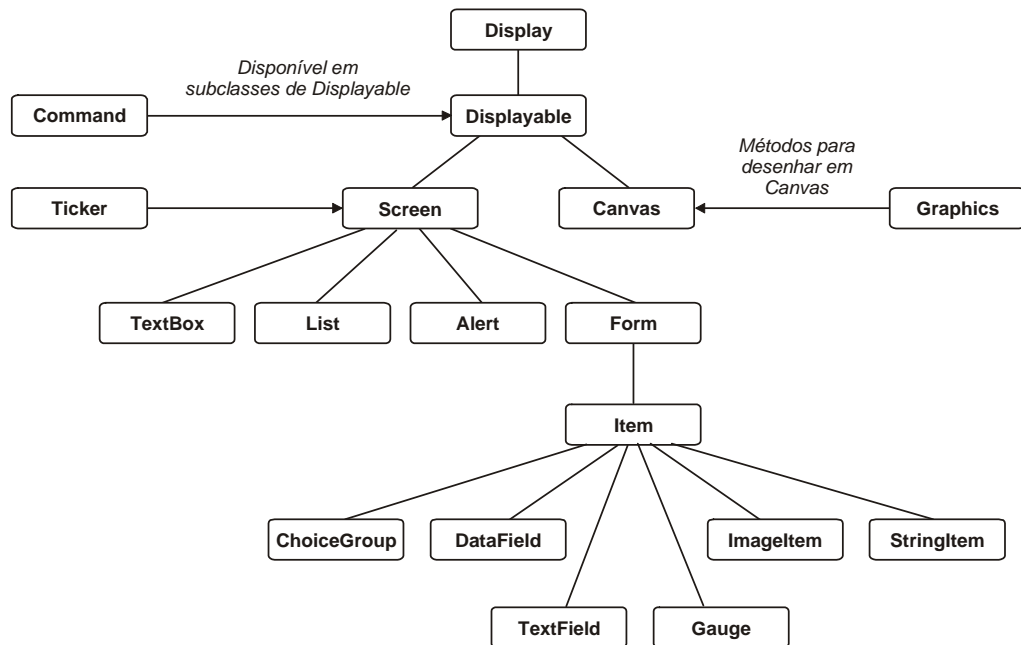 Display
Disponível em
subclasses de Displayable
Command
Displayable
Métodos para
desenhar em
Canvas
Ticker
Screen
Canvas
Graphics
TextBox
List
Alert
Form
Item
ChoiceGroup
DataField
ImageItem
StringItem
TextField
Gauge